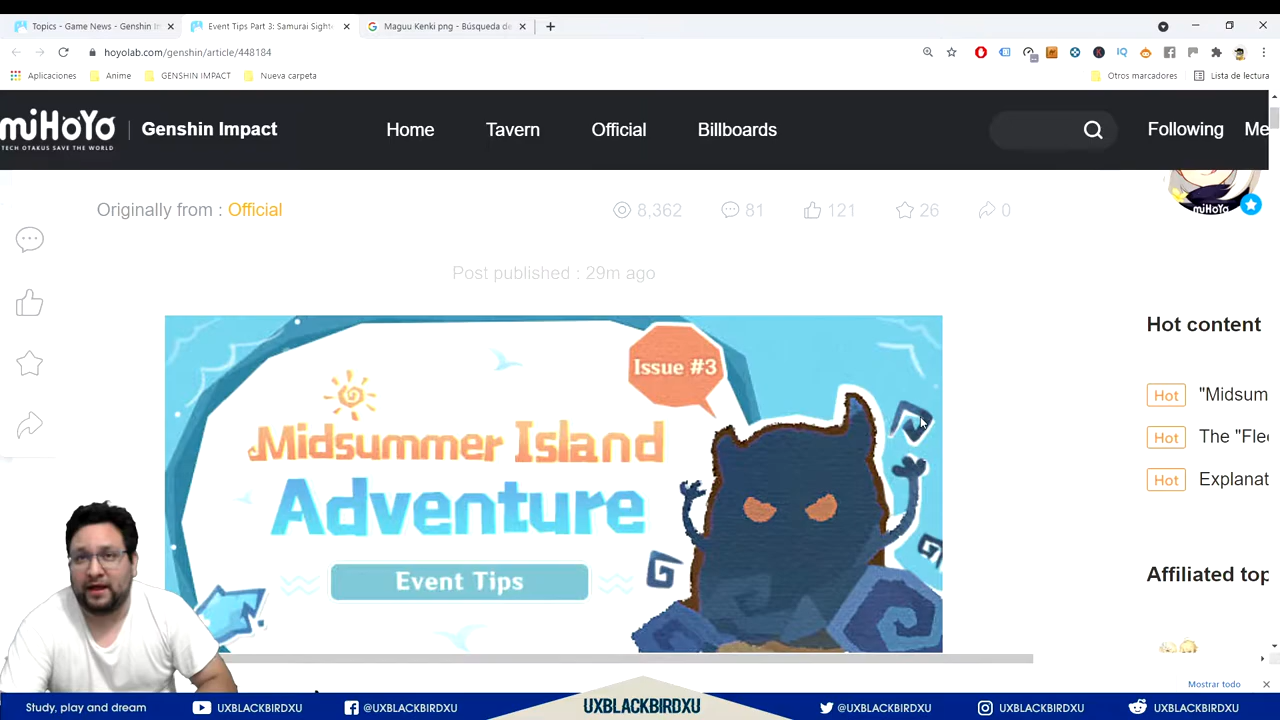 Topics - Game News - Genshin In
Event Tips Part 3: Samurai Sight
Maguu Kenki png - Búsqueda de
hoyolab.com/genshin/article/448184
Aplicaciones
Anime
GENSHIN IMPACT
Nueva carpeta
Otros marcadores
Lista de lectura
miHoYo
TECH OTAKUS SAVE THE WORLD
Genshin Impact
Home
Tavern
Official
Billboards
Following
Me
Originally from : Official
8,362
81
121
26
0
miHoYo
Post published : 29m ago
Issue #3
Midsummer Island
Adventure
Event Tips
Hot content
Hot "Midsum
Hot The "Flee
Hot Explanat
Affiliated top
Mostrar todo
Study, play and dream
UXBLACKBIRDXU
@UXBLACKBIRDXU
UXBLACKBIRDXU
@UXBLACKBIRDXU
UXBLACKBIRDXU
UXBLACKBIRDXU